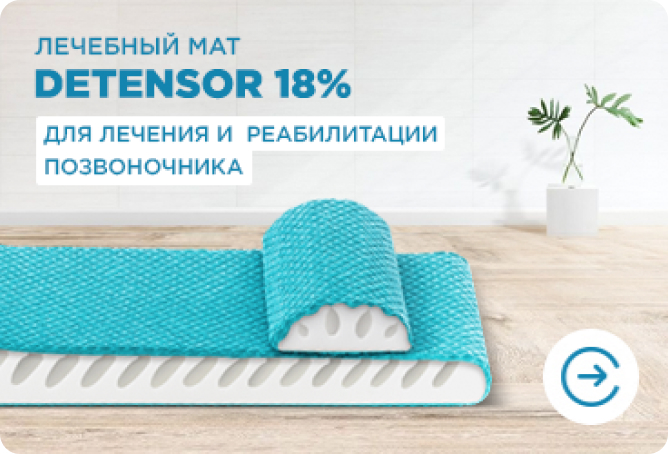 ЛЕЧЕБНЫЙ МАТ
DETENSOR 18%
ДЛЯ ЛЕЧЕНИЯ И РЕАБИЛИТАЦИИ
ПОЗВОНОЧНИКА